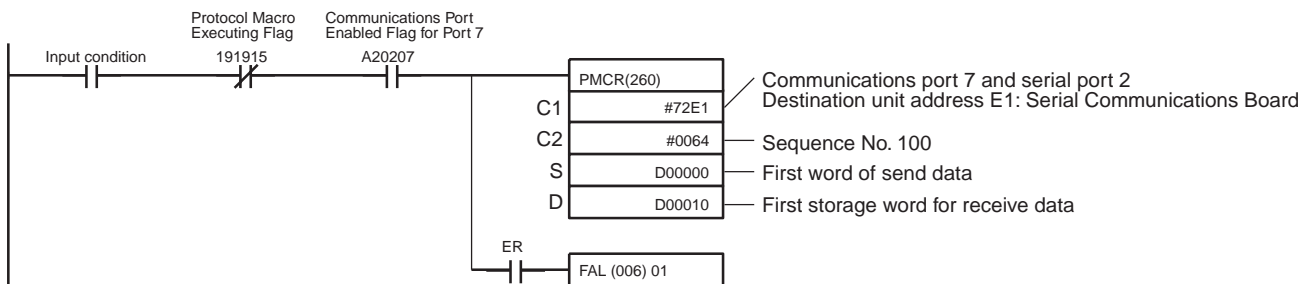 Protocol Macro
Executing Flag
Communications Port
Enabled Flag for Port 7
Input condition
191915
A20207
PMCR(260)
C1
#72E1
Communications port 7 and serial port 2
Destination unit address E1: Serial Communications Board
C2
#0064
Sequence No. 100
S
D00000
First word of send data
D
D00010
First storage word for receive data
ER
FAL (006) 01